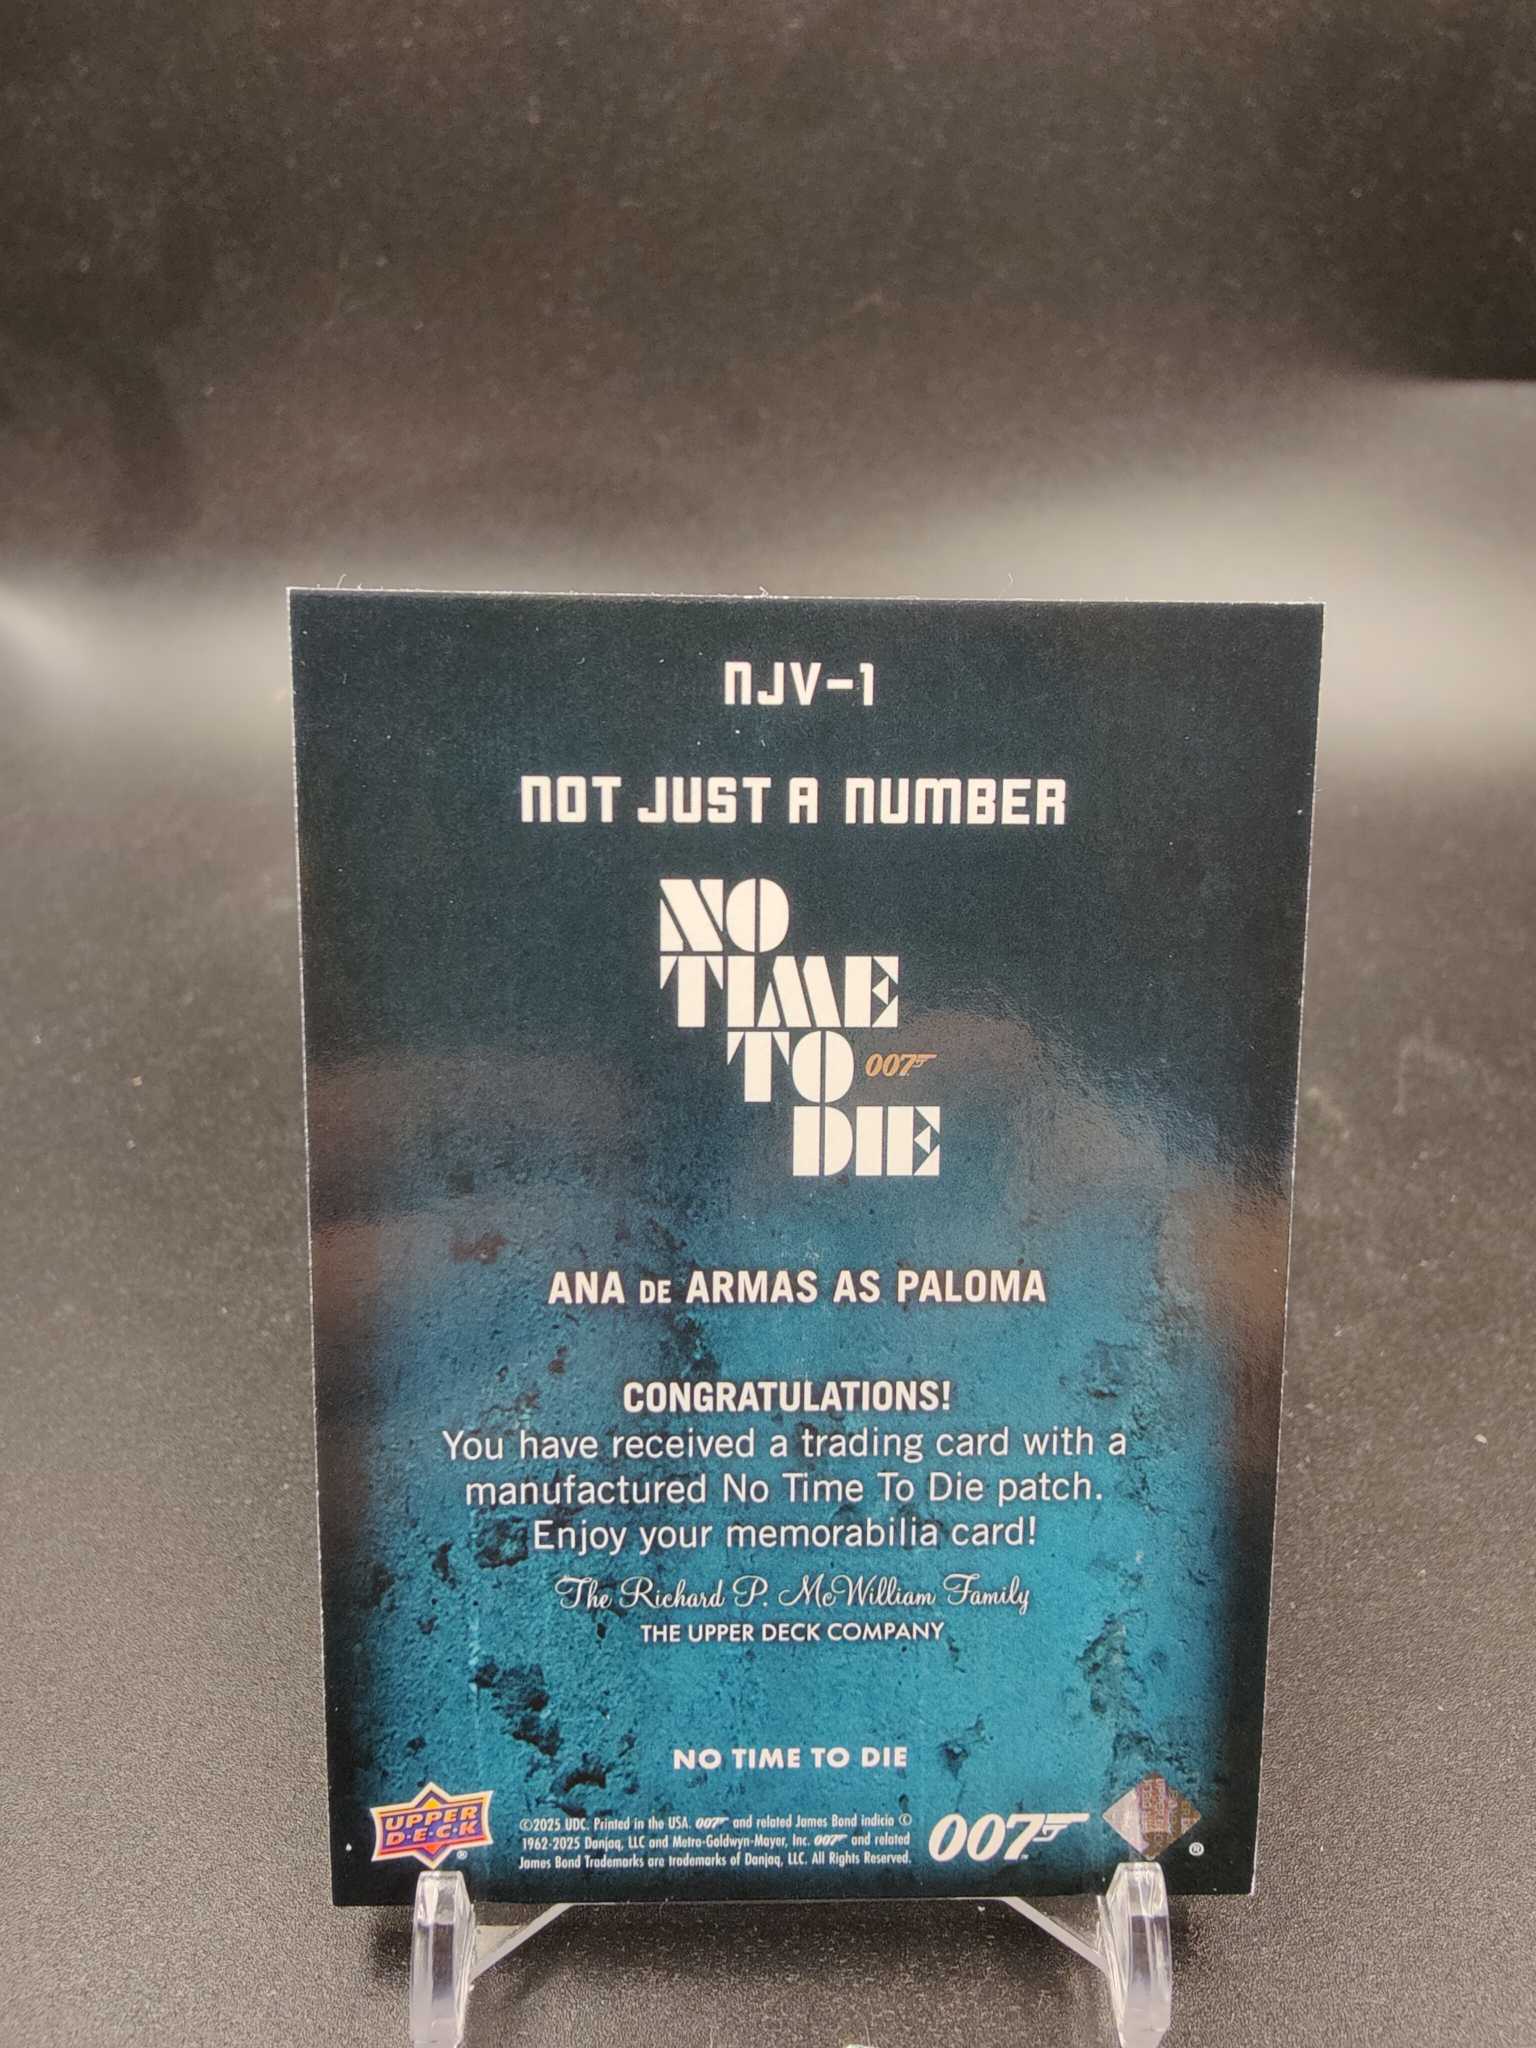 NJV-1
NOT JUST A NUMBER
NO
TIME
TO 007
DIE
ANA DE ARMAS AS PALOMA
CONGRATULATIONS!
You have received a trading card with a
manufactured No Time To Die patch.
Enjoy your memorabilia card!
The Richard P. McWilliam Family
THE UPPER DECK COMPANY
NO TIME TO DIE
UPPER
D·E·C·K
®
©2025 UDC. Printed in the USA. 007 and related James Bond indicia ©
1962-2025 Danjaq, LLC and Metro-Goldwyn-Mayer, Inc. 007 and related
James Bond Trademarks are trademarks of Danjaq, LLC. All Rights Reserved.
007
®